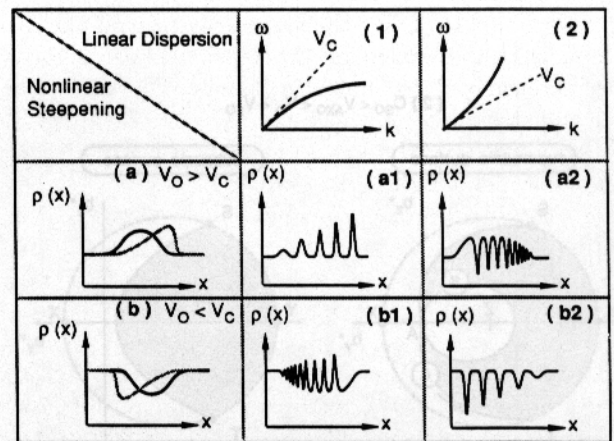 Linear Dispersion
Nonlinear
Steepening
ω
V_C
(1)
k
ω
(2)
V_C
k
(a) V_O > V_C
ρ (x)
x
ρ (x)
(a1)
x
ρ (x)
(a2)
x
(b) V_O < V_C
ρ (x)
x
ρ (x)
(b1)
x
ρ (x)
(b2)
x